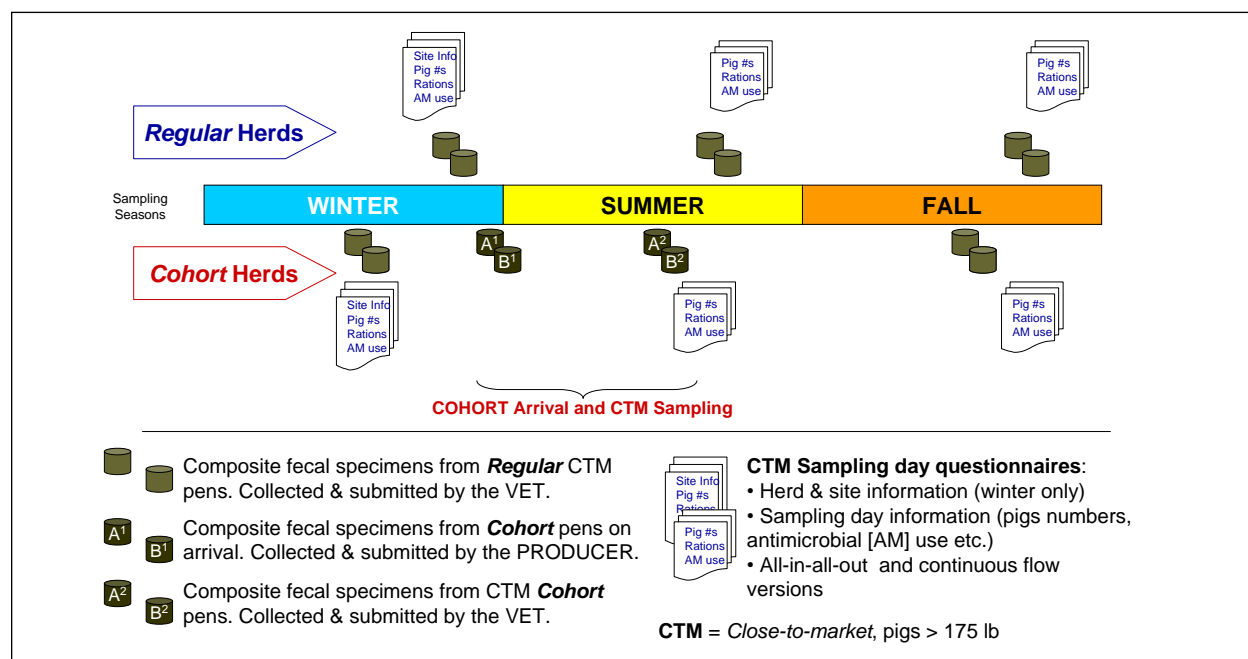 Site Info
Pig #s
Rations
AM use
Pig #s
Rations
AM use
Pig #s
Rations
AM use
Regular Herds
Sampling
Seasons
WINTER
SUMMER
FALL
A1
B1
A2
B2
Cohort Herds
Site Info
Pig #s
Rations
AM use
Pig #s
Rations
AM use
Pig #s
Rations
AM use
COHORT Arrival and CTM Sampling
Composite fecal specimens from Regular CTM
pens. Collected & submitted by the VET.
A1
B1
Composite fecal specimens from Cohort pens on
arrival. Collected & submitted by the PRODUCER.
A2
B2
Composite fecal specimens from CTM Cohort
pens. Collected & submitted by the VET.
Site Info
Pig #s
Rations
Pig #s
Rations
AM use
CTM Sampling day questionnaires:
• Herd & site information (winter only)
• Sampling day information (pigs numbers,
antimicrobial [AM] use etc.)
• All-in-all-out and continuous flow
versions
CTM = Close-to-market, pigs > 175 lb